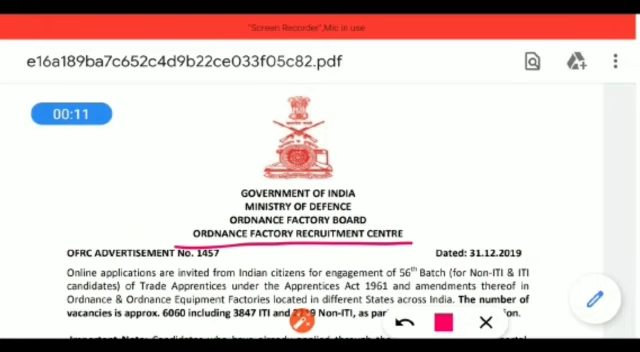 "Screen Recorder",Mic in use
e16a189ba7c652c4d9b22ce033f05c82.pdf
00:11
GOVERNMENT OF INDIA
MINISTRY OF DEFENCE
ORDNANCE FACTORY BOARD
ORDNANCE FACTORY RECRUITMENT CENTRE
OFRC ADVERTISEMENT No. 1457 Dated: 31.12.2019
Online applications are invited from Indian citizens for engagement of 56th Batch (for Non-ITI & ITI
candidates) of Trade Apprentices under the Apprentices Act 1961 and amendments thereof in
Ordnance & Ordnance Equipment Factories located in different States across India. The number of
vacancies is approx. 6060 including 3847 ITI and Non-ITI, as